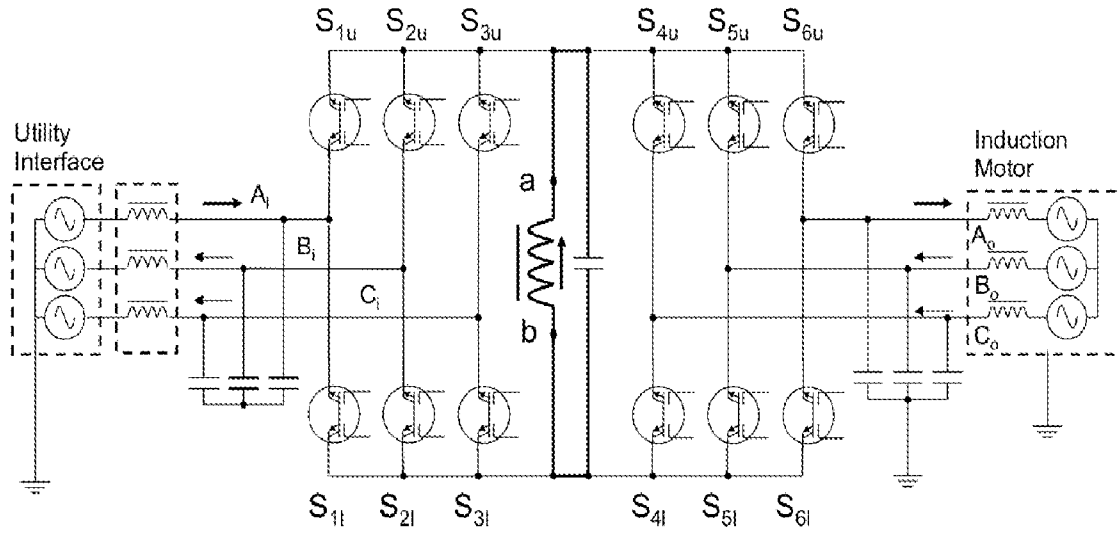 S1u S2u S3u S4u S5u S6u
Utility
Interface
Induction
Motor
a
Ai
Bi
Ci
b
Ao
Bo
Co
S1l S2l S3l S4l S5l S6l